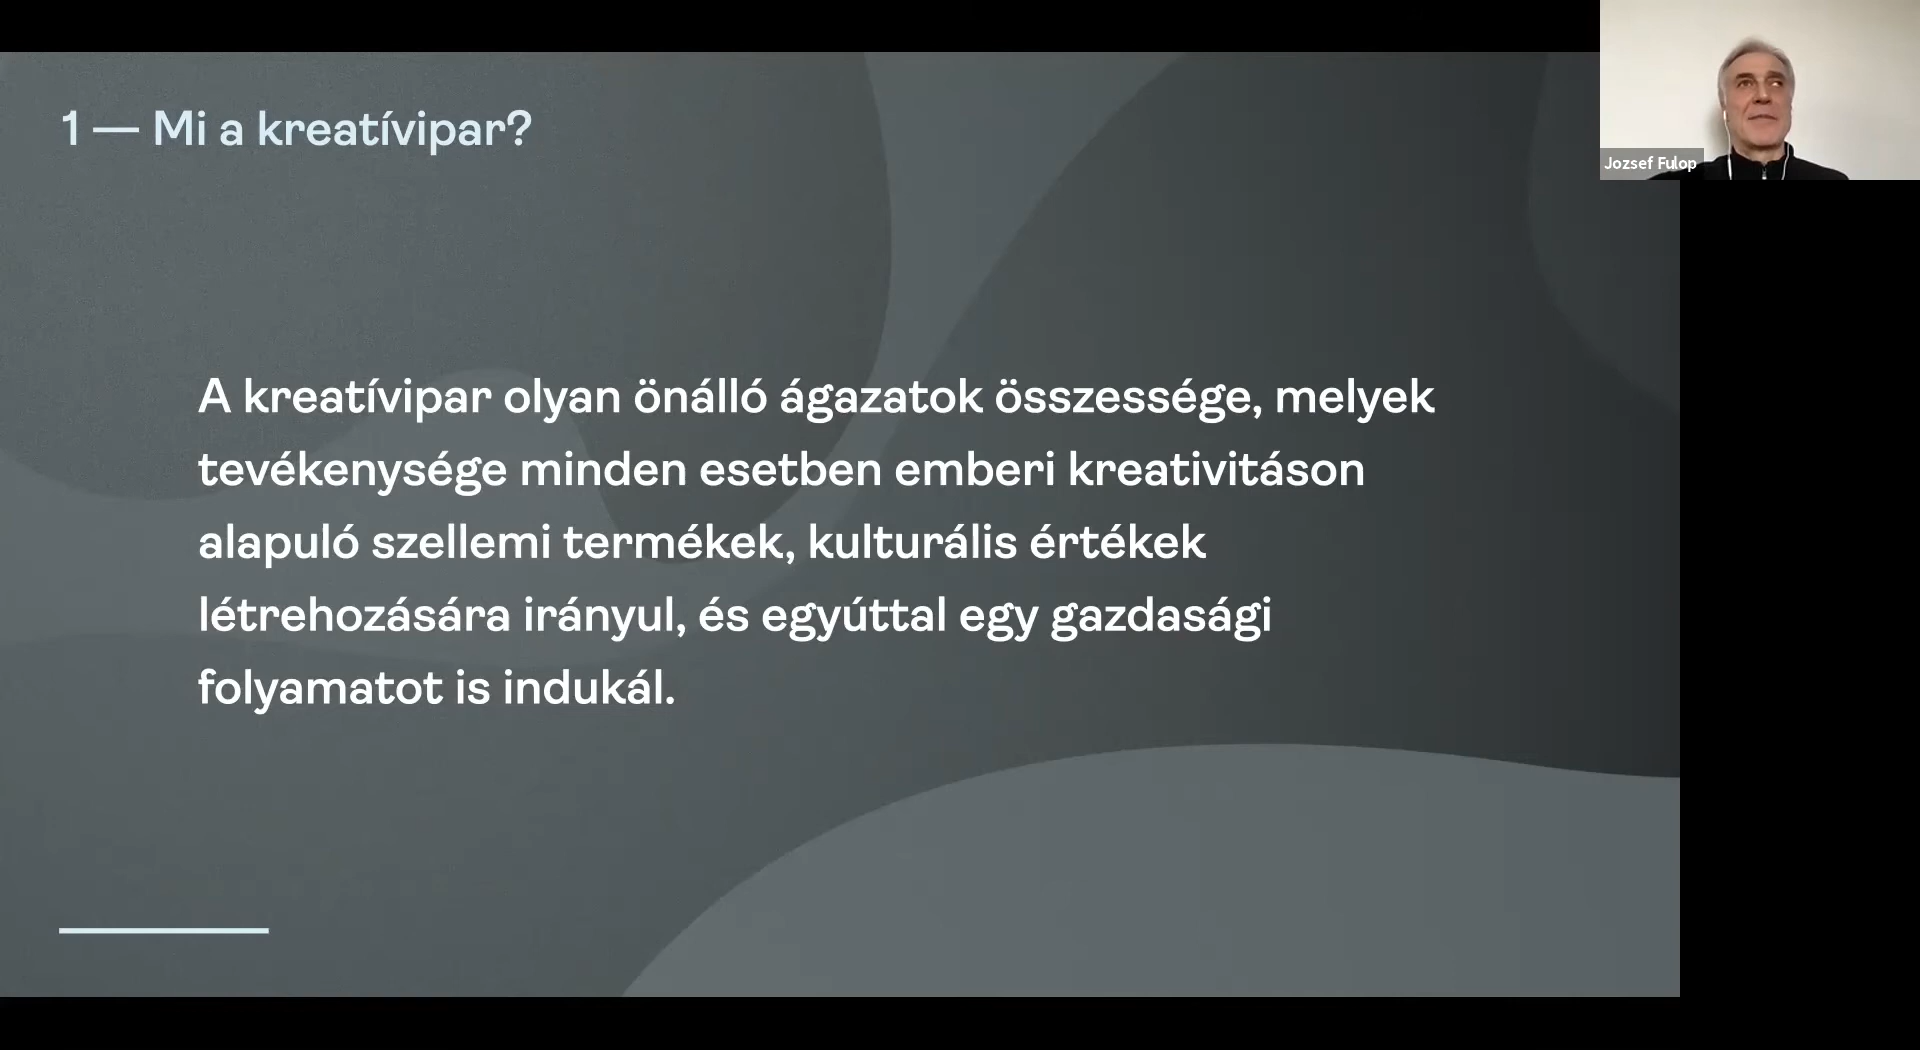 1 — Mi a kreatívipar?
Jozsef Fulop
A kreatívipar olyan önálló ágazatok összessége, melyek
tevékenysége minden esetben emberi kreativitáson
alapuló szellemi termékek, kulturális értékek
létrehozására irányul, és egyúttal egy gazdasági
folyamatot is indukál.